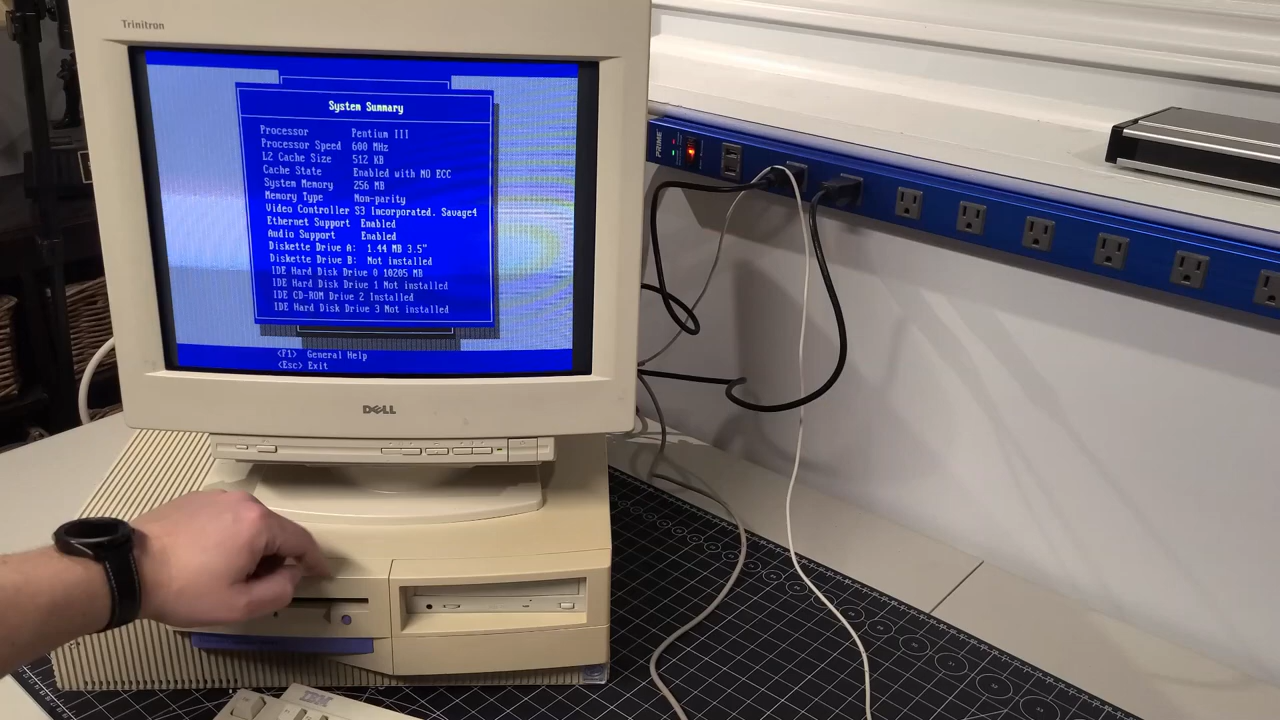 Trinitron
System Summary
Processor Pentium III
Processor Speed 600 MHz
L2 Cache Size 512 KB
Cache State Enabled with NO ECC
System Memory 256 MB
Memory Type Non-parity
Video Controller S3 Incorporated. Savage4
Ethernet Support Enabled
Audio Support Enabled
Diskette Drive A: 1.44 MB 3.5"
Diskette Drive B: Not installed
IDE Hard Disk Drive 0 10205 MB
IDE Hard Disk Drive 1 Not installed
IDE CD-ROM Drive 2 Installed
IDE Hard Disk Drive 3 Not installed
<F1> General Help
<Esc> Exit
DELL
PRIME
IBM